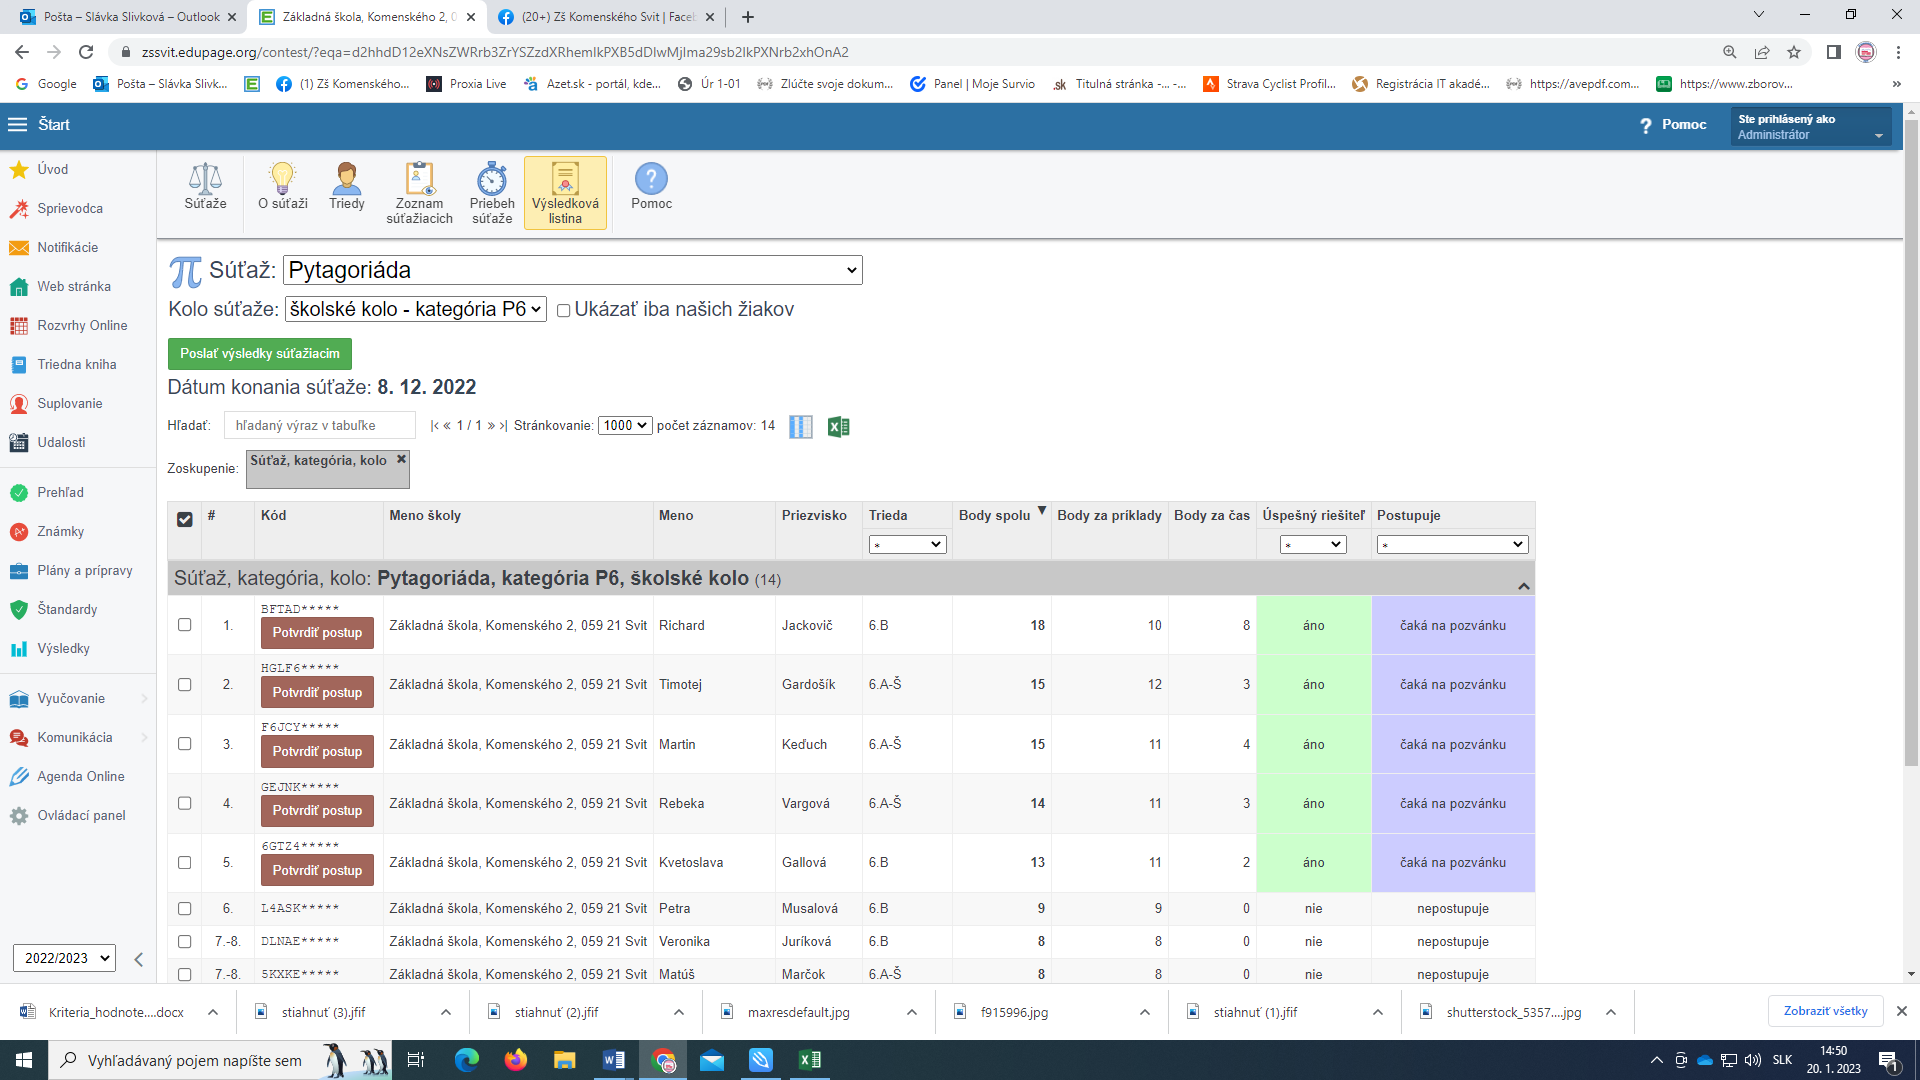 Pošta – Slávka Slivková – Outlook
Základná škola, Komenského 2, 0
(20+) Zš Komenského Svit | Faceb
zssvit.edupage.org/contest/?eqa=d2hhdD12eXNsZWRrb3ZrYSZzdXRhemlkPXB5dDIwMjIma29sb2lkPXNrb2xhOnA2
Google
Pošta – Slávka Slivk...
(1) Zš Komenského...
Proxia Live
Azet.sk - portál, kde...
Úr 1-01
Zlúčte svoje dokum...
Panel | Moje Survio
.sk Titulná stránka -... -...
Strava Cyclist Profil...
Registrácia IT akadé...
https://avepdf.com...
https://www.zborov...
Štart
? Pomoc
Ste prihlásený ako
Administrátor
Úvod
Sprievodca
Notifikácie
Web stránka
Rozvrhy Online
Triedna kniha
Suplovanie
Udalosti
Prehľad
Známky
Plány a prípravy
Štandardy
Výsledky
Vyučovanie
Komunikácia
Agenda Online
Ovládací panel
2022/2023
Súťaže
O súťaži
Triedy
Zoznam súťažiacich
Priebeh súťaže
Výsledková listina
Pomoc
π Súťaž: Pytagoriáda
Kolo súťaže: školské kolo - kategória P6 Ukázať iba našich žiakov
Poslať výsledky súťažiacim
Dátum konania súťaže: 8. 12. 2022
Hľadať: hľadaný výraz v tabuľke |< « 1 / 1 » >| Stránkovanie: 1000 počet záznamov: 14
Zoskupenie: Súťaž, kategória, kolo ✖
# Kód Meno školy Meno Priezvisko Trieda Body spolu ▼ Body za príklady Body za čas Úspešný riešiteľ Postupuje
* * *
Súťaž, kategória, kolo: Pytagoriáda, kategória P6, školské kolo (14)
1. BFTAD***** Potvrdiť postup Základná škola, Komenského 2, 059 21 Svit Richard Jackovič 6.B 18 10 8 áno čaká na pozvánku
2. HGLF6***** Potvrdiť postup Základná škola, Komenského 2, 059 21 Svit Timotej Gardošík 6.A-Š 15 12 3 áno čaká na pozvánku
3. F6JCY***** Potvrdiť postup Základná škola, Komenského 2, 059 21 Svit Martin Keďuch 6.A-Š 15 11 4 áno čaká na pozvánku
4. GEJNK***** Potvrdiť postup Základná škola, Komenského 2, 059 21 Svit Rebeka Vargová 6.A-Š 14 11 3 áno čaká na pozvánku
5. 6GTZ4***** Potvrdiť postup Základná škola, Komenského 2, 059 21 Svit Kvetoslava Gallová 6.B 13 11 2 áno čaká na pozvánku
6. L4ASK***** Základná škola, Komenského 2, 059 21 Svit Petra Musalová 6.B 9 9 0 nie nepostupuje
7.-8. DLNAE***** Základná škola, Komenského 2, 059 21 Svit Veronika Juríková 6.B 8 8 0 nie nepostupuje
7.-8. 5KXKE***** Základná škola, Komenského 2, 059 21 Svit Matúš Marčok 6.A-Š 8 8 0 nie nepostupuje
Kriteria_hodnote....docx
stiahnuť (3).jfif
stiahnuť (2).jfif
maxresdefault.jpg
f915996.jpg
stiahnuť (1).jfif
shutterstock_5357....jpg
Zobraziť všetky
Vyhľadávaný pojem napíšte sem
SLK
14:50
20. 1. 2023
1